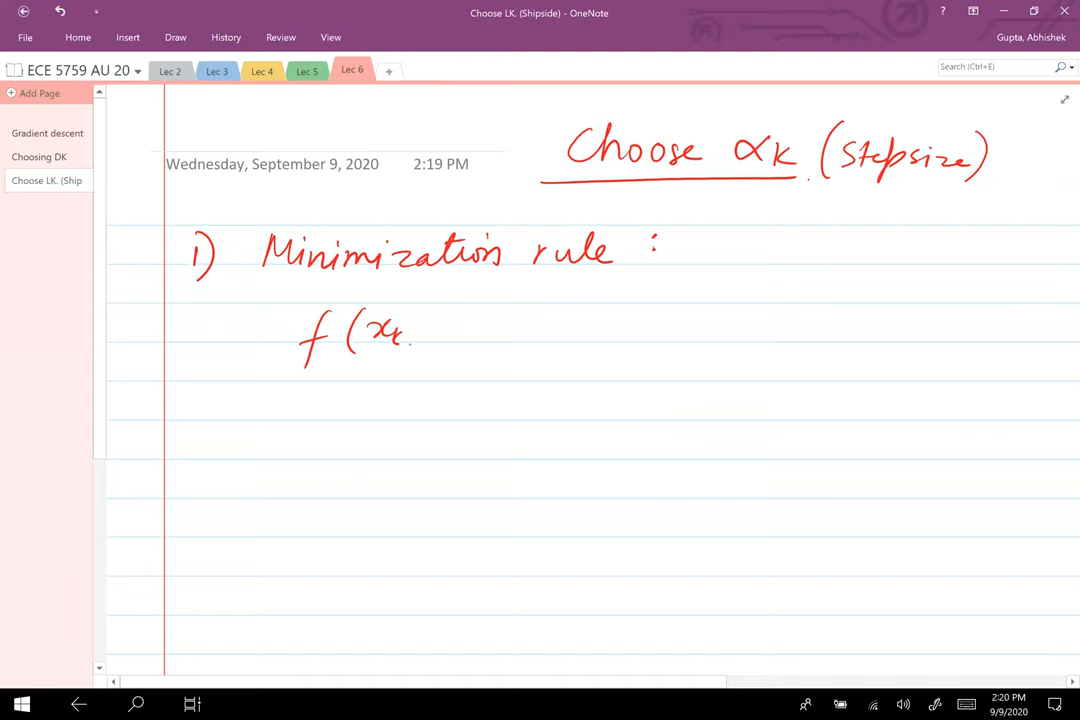 Choose LK. (Shipside) - OneNote
?
File
Home
Insert
Draw
History
Review
View
Gupta, Abhishek
ECE 5759 AU 20
Lec 2
Lec 3
Lec 4
Lec 5
Lec 6
+
Search (Ctrl+E)
Add Page
Gradient descent
Choosing DK
Choose LK. (Ship
Choose αk (stepsize)
Wednesday, September 9, 2020 2:19 PM
1) Minimization rule :
f (xk
2:20 PM
9/9/2020